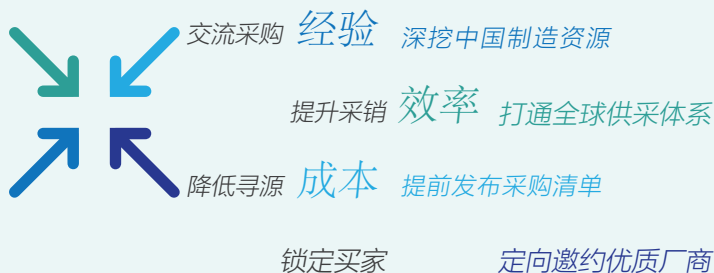 交流采购 经验 深挖中国制造资源
提升采销 效率 打通全球供采体系
降低寻源 成本 提前发布采购清单
锁定买家 定向邀约优质厂商